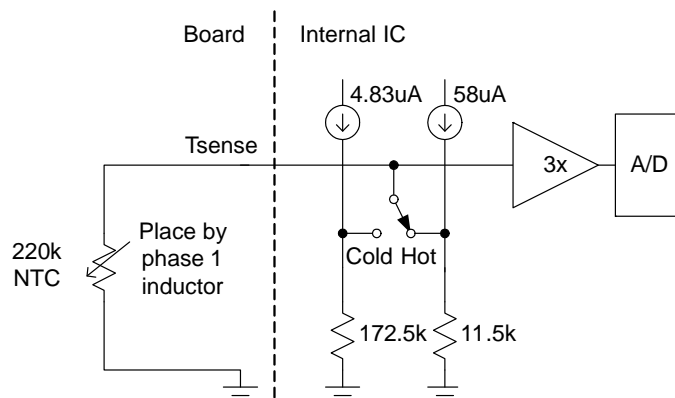 Board
Internal IC
4.83uA
58uA
Tsense
3x
A/D
220k
NTC
Place by
phase 1
inductor
Cold Hot
172.5k
11.5k